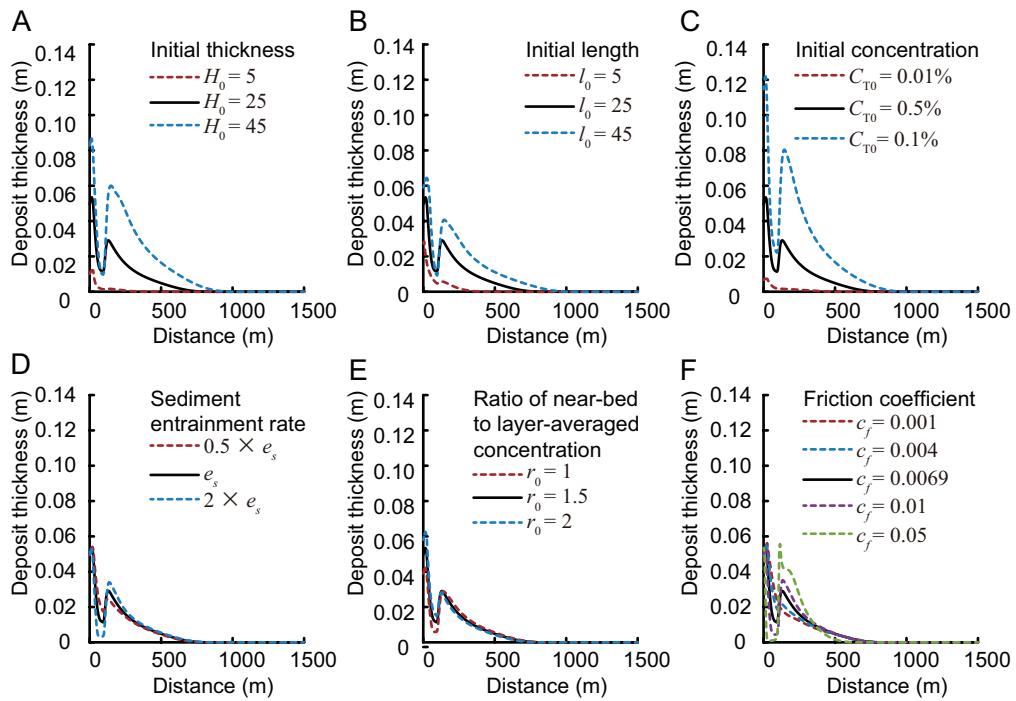 A
Deposit thickness (m)
0.14
0.12
0.10
0.08
0.06
0.04
0.02
0
Initial thickness
H0 = 5
H0 = 25
H0 = 45
0 500 1000 1500
Distance (m)
B
Deposit thickness (m)
0.14
0.12
0.10
0.08
0.06
0.04
0.02
0
Initial length
l0 = 5
l0 = 25
l0 = 45
0 500 1000 1500
Distance (m)
C
Deposit thickness (m)
0.14
0.12
0.10
0.08
0.06
0.04
0.02
0
Initial concentration
CT0 = 0.01%
CT0 = 0.5%
CT0 = 0.1%
0 500 1000 1500
Distance (m)
D
Deposit thickness (m)
0.14
0.12
0.10
0.08
0.06
0.04
0.02
0
Sediment
entrainment rate
0.5 × es
es
2 × es
0 500 1000 1500
Distance (m)
E
Deposit thickness (m)
0.14
0.12
0.10
0.08
0.06
0.04
0.02
0
Ratio of near-bed
to layer-averaged
concentration
r0 = 1
r0 = 1.5
r0 = 2
0 500 1000 1500
Distance (m)
F
Deposit thickness (m)
0.14
0.12
0.10
0.08
0.06
0.04
0.02
0
Friction coefficient
cf = 0.001
cf = 0.004
cf = 0.0069
cf = 0.01
cf = 0.05
0 500 1000 1500
Distance (m)